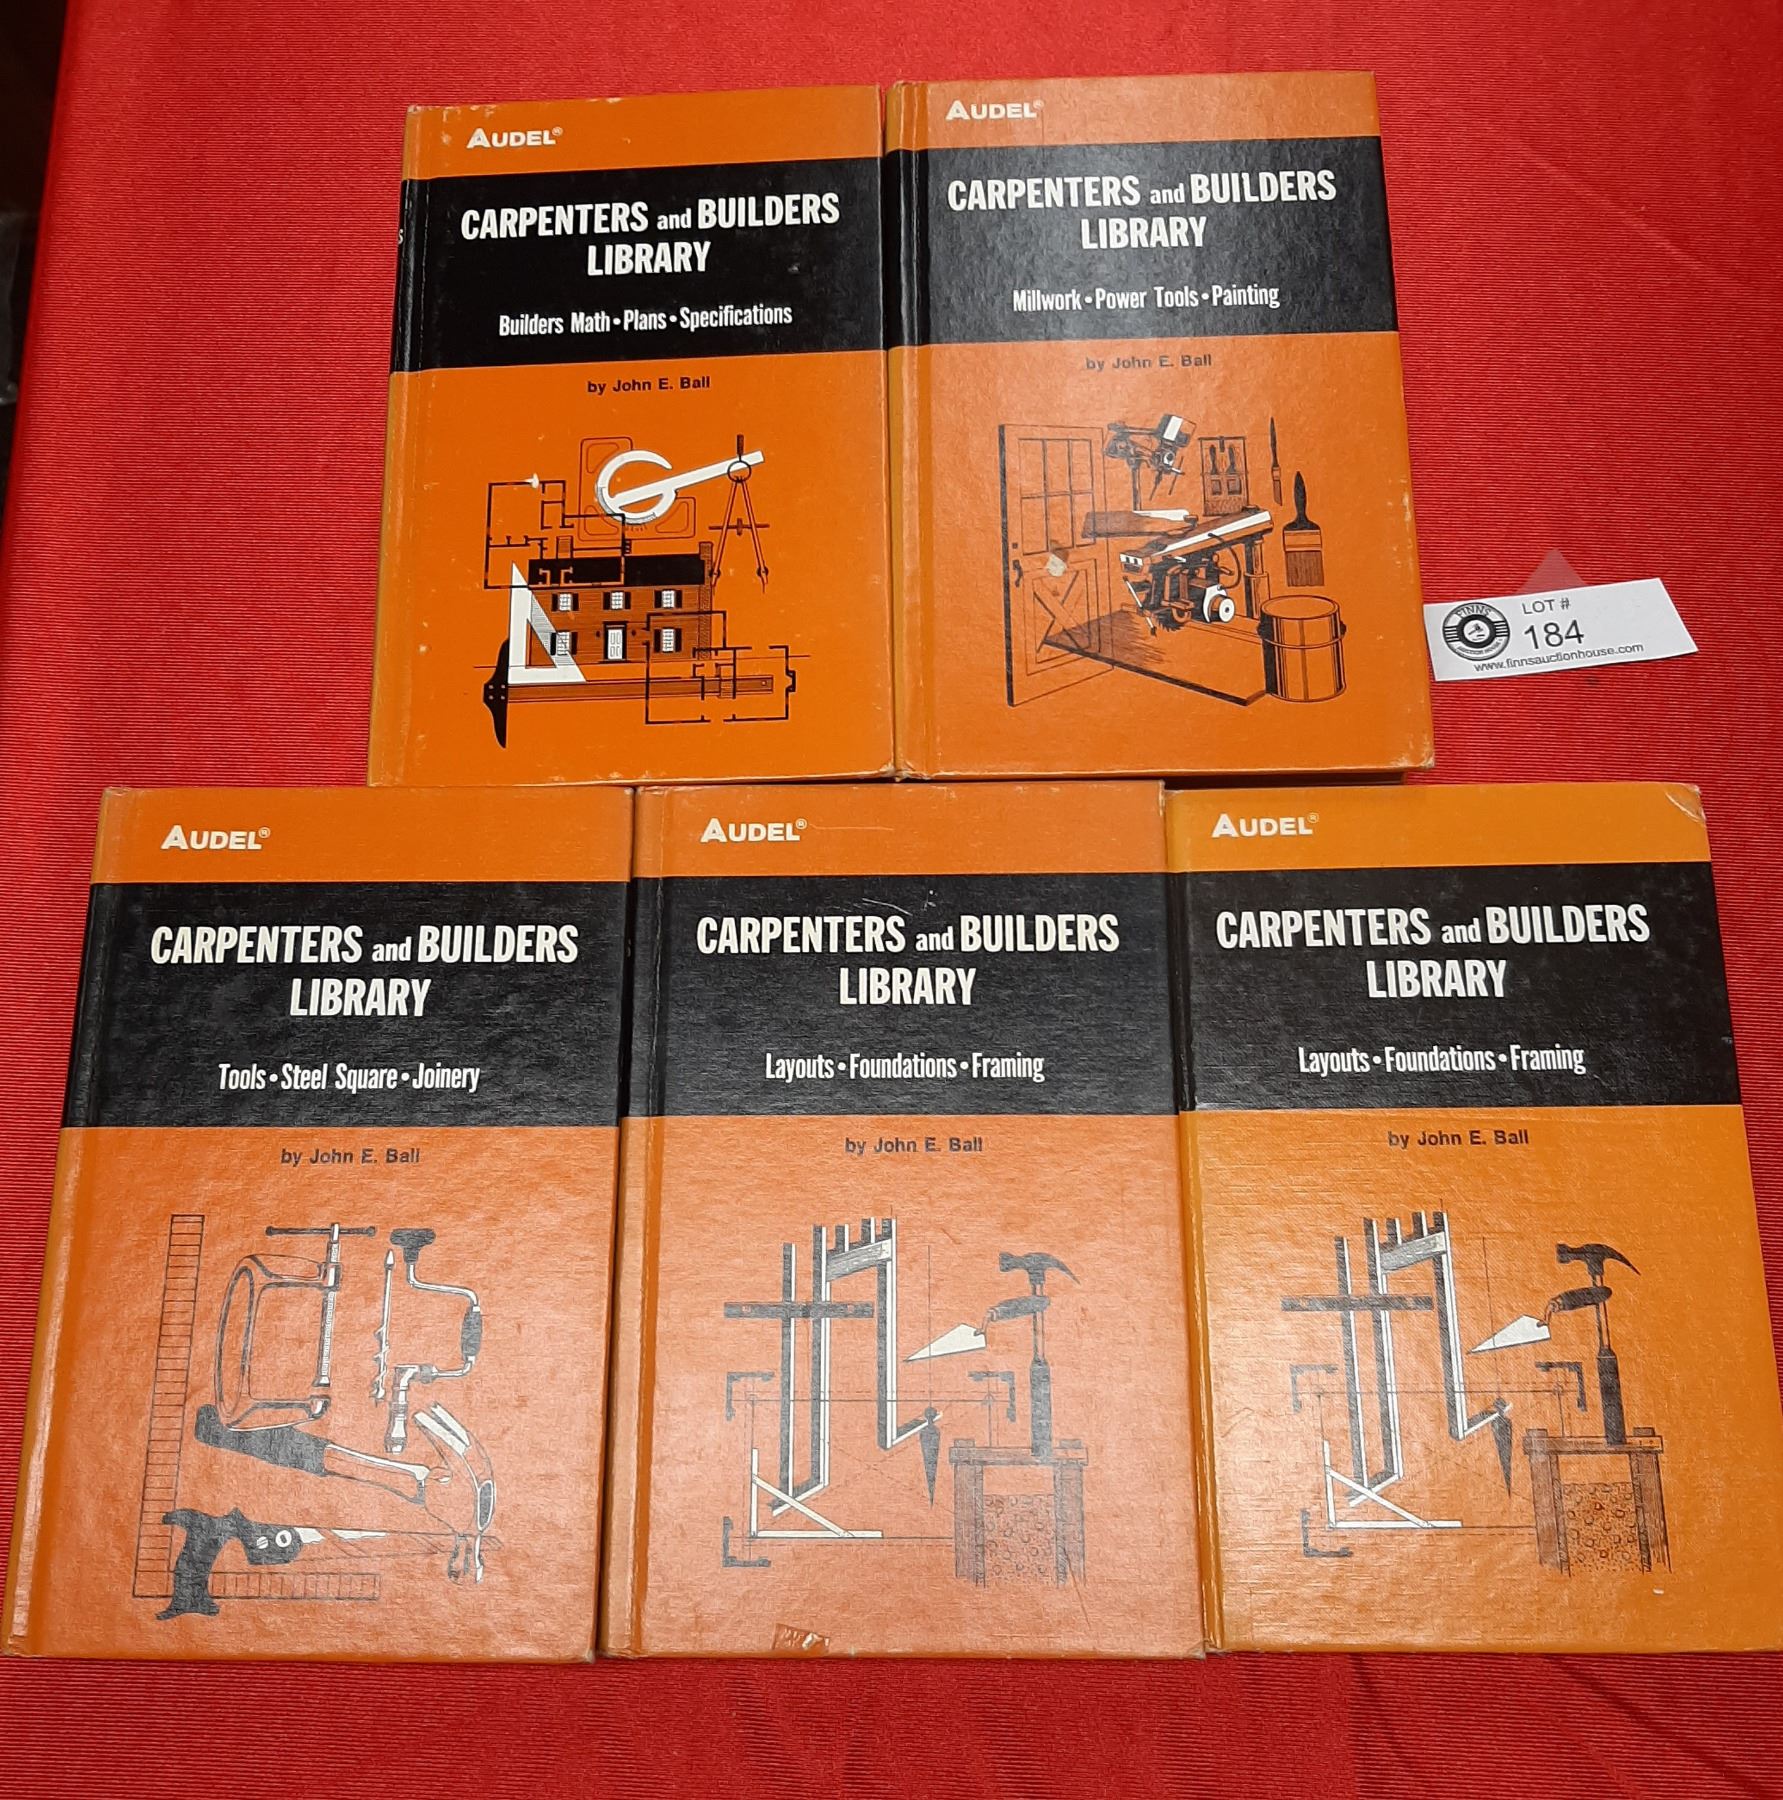 AUDEL®
CARPENTERS and BUILDERS
LIBRARY
Builders Math • Plans • Specifications
by John E. Ball
AUDEL®
CARPENTERS and BUILDERS
LIBRARY
Millwork • Power Tools • Painting
by John E. Ball
FINNS
AUCTION HOUSE
LOT #
184
www.finnsauctionhouse.com
AUDEL®
CARPENTERS and BUILDERS
LIBRARY
Tools • Steel Square • Joinery
by John E. Ball
AUDEL®
CARPENTERS and BUILDERS
LIBRARY
Layouts • Foundations • Framing
by John E. Ball
AUDEL®
CARPENTERS and BUILDERS
LIBRARY
Layouts • Foundations • Framing
by John E. Ball